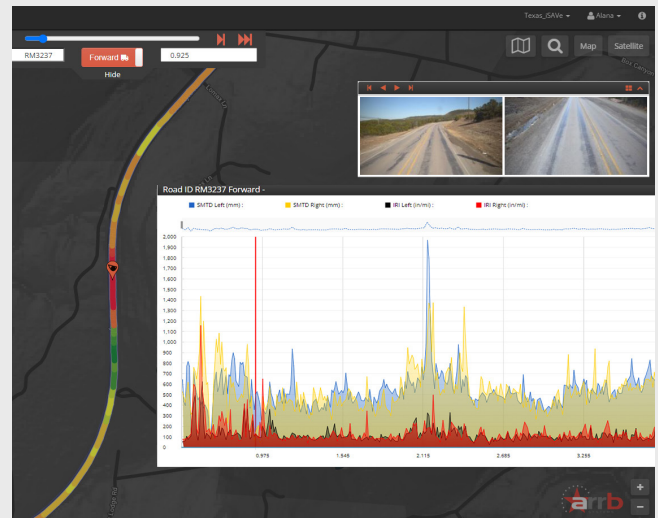 Texas_iSAVe Alana
RM3237 Forward 0.925
Hide
Map Satellite
Road ID RM3237 Forward -
SMTD Left (mm) : SMTD Right (mm) : IRI Left (in/mi) : IRI Right (in/mi) :
2,000
1,900
1,800
1,700
1,600
1,500
1,400
1,300
1,200
1,100
1,000
900
800
700
600
500
400
300
200
100
0
0.975 1.546 2.115 2.685 3.255
arrb